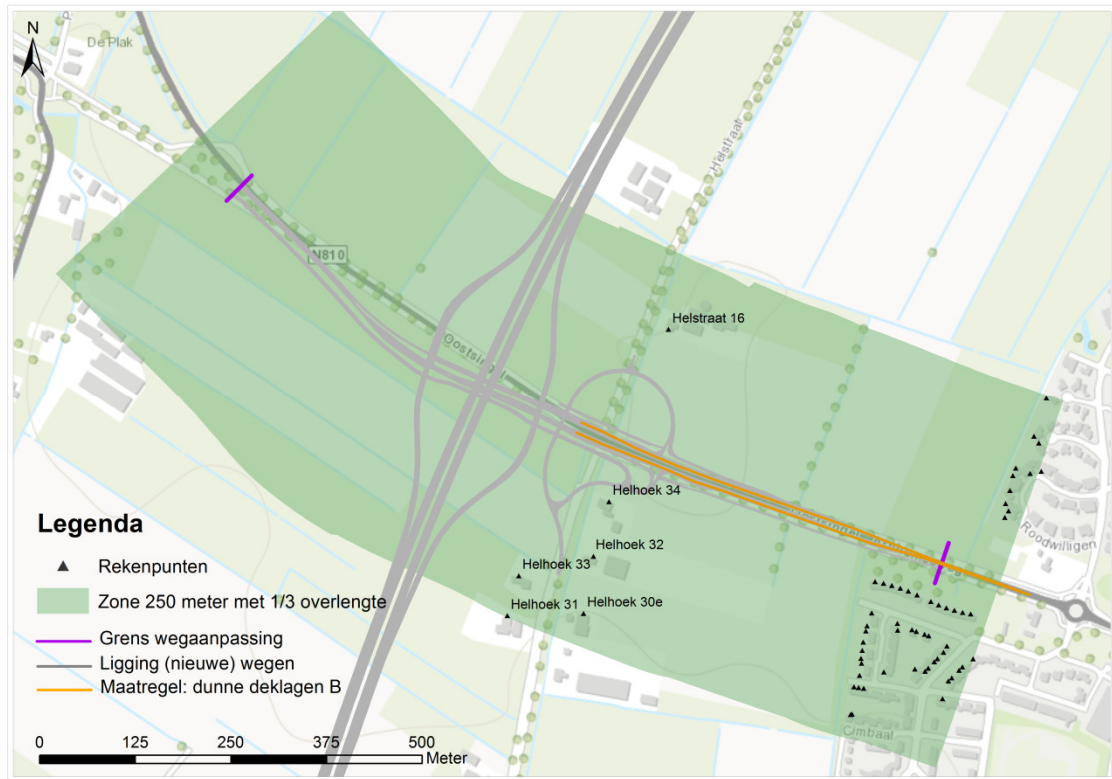 N
De Plak
P
Helstraat
N810
Helstraat 16
Oostsingel
Helhoek 34
Roodwilligen
Helhoek 32
Helhoek 33
Helhoek 31
Helhoek 30e
Cimbaal
Legenda
Rekenpunten
Zone 250 meter met 1/3 overlengte
Grens wegaanpassing
Ligging (nieuwe) wegen
Maatregel: dunne deklagen B
0 125 250 375 500
Meter